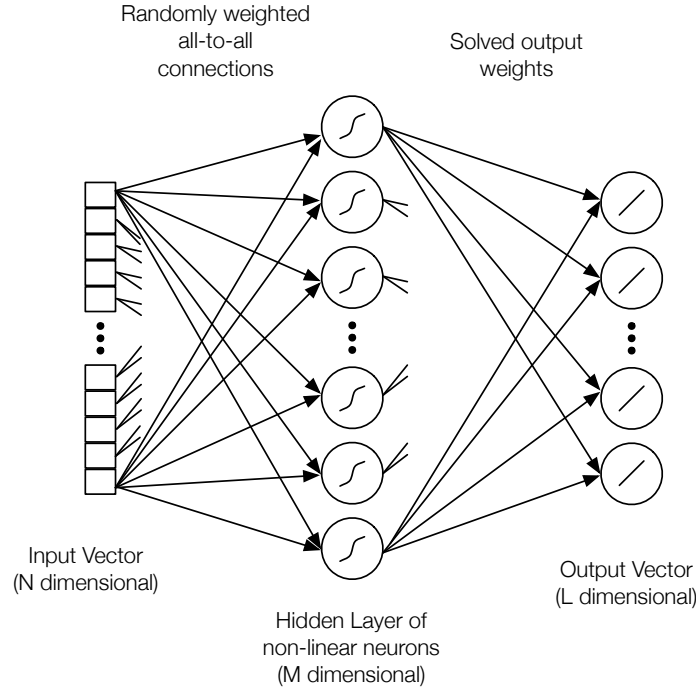 Randomly weighted
all-to-all
connections
Solved output
weights
Input Vector
(N dimensional)
Hidden Layer of
non-linear neurons
(M dimensional)
Output Vector
(L dimensional)